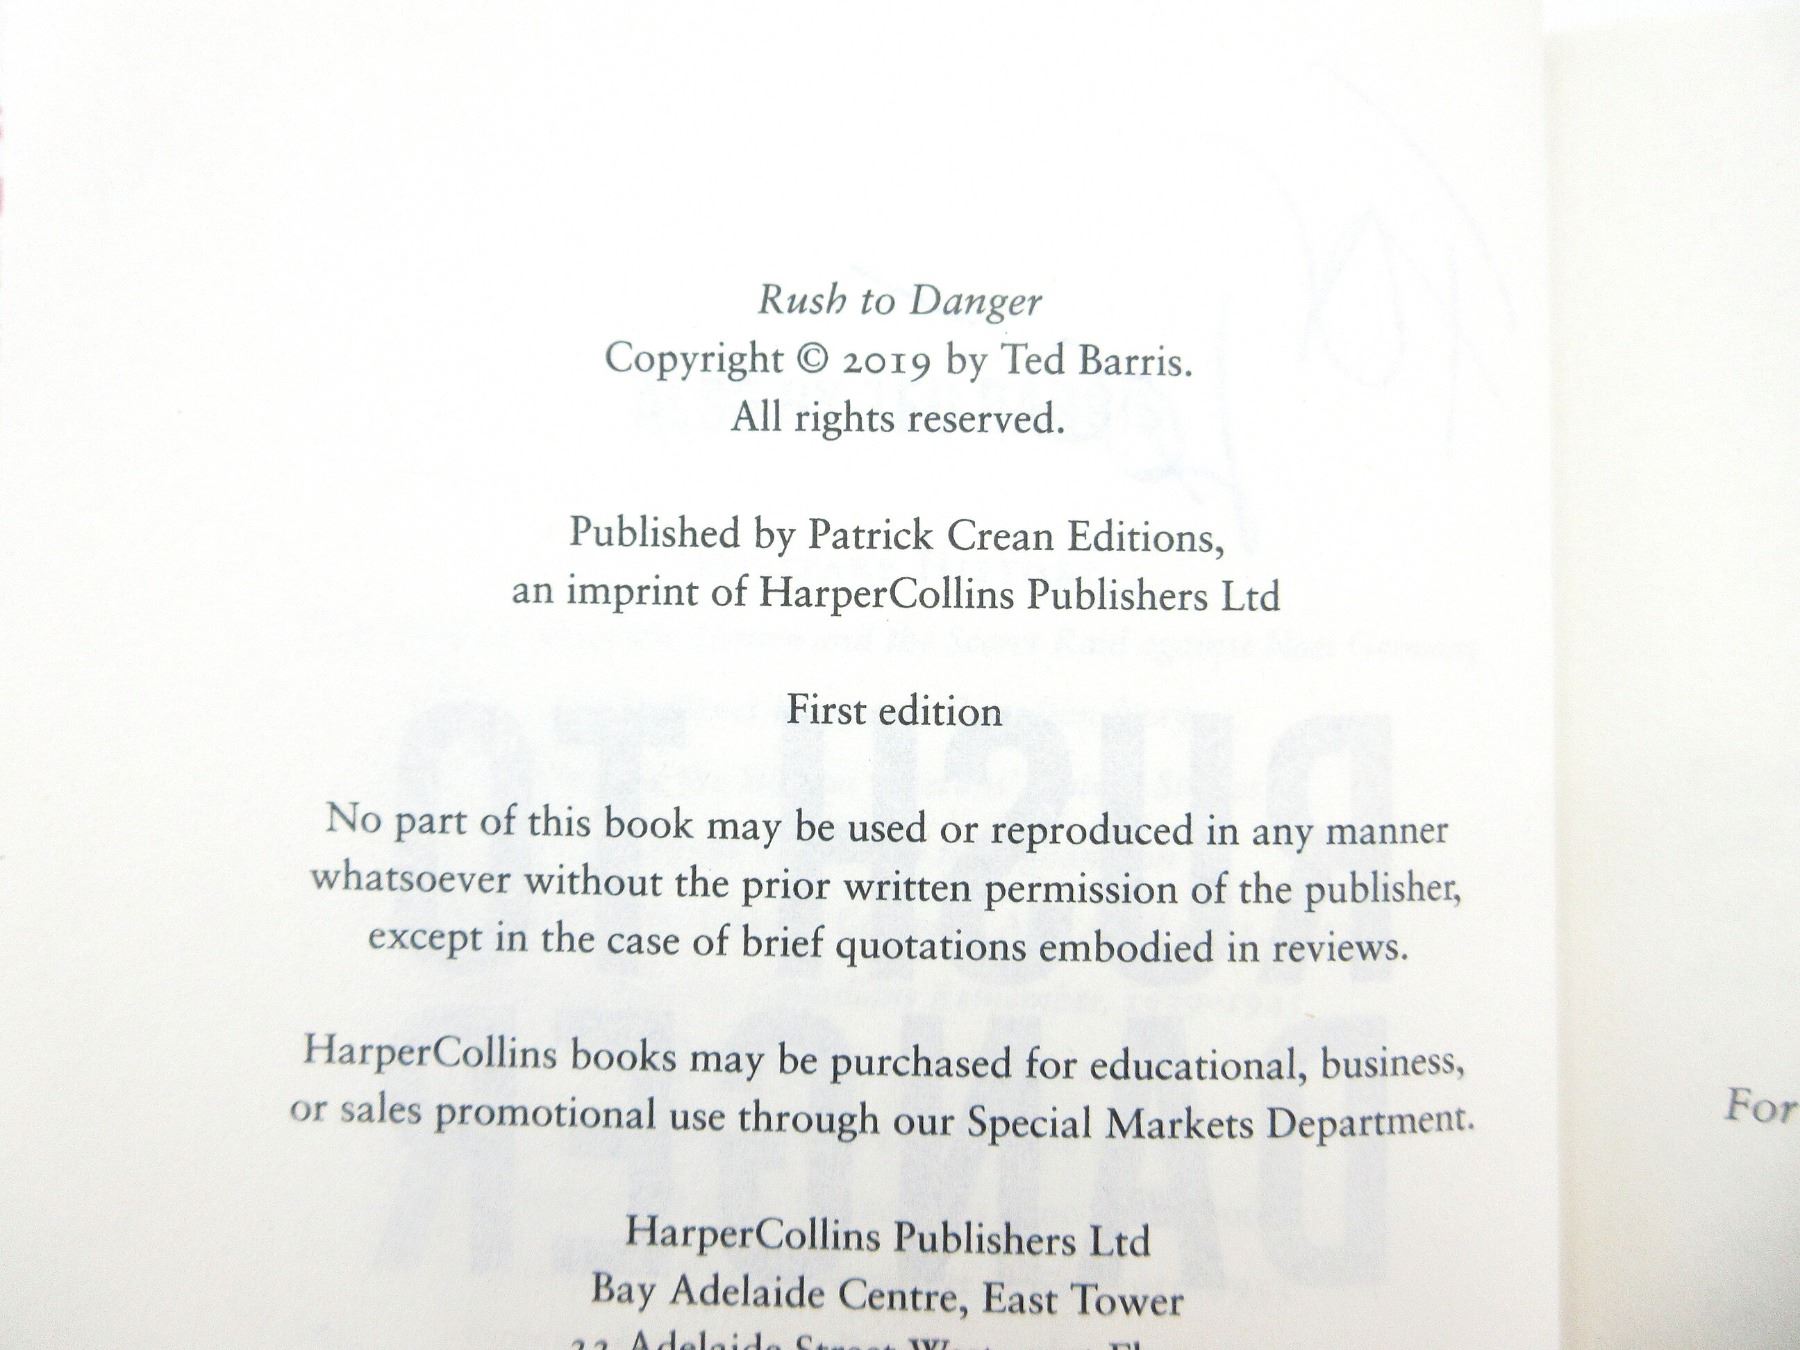 Rush to Danger
Copyright © 2019 by Ted Barris.
All rights reserved.
Published by Patrick Crean Editions,
an imprint of HarperCollins Publishers Ltd
First edition
No part of this book may be used or reproduced in any manner
whatsoever without the prior written permission of the publisher,
except in the case of brief quotations embodied in reviews.
HarperCollins books may be purchased for educational, business,
or sales promotional use through our Special Markets Department.
HarperCollins Publishers Ltd
Bay Adelaide Centre, East Tower
22 Adelaide Street West
For